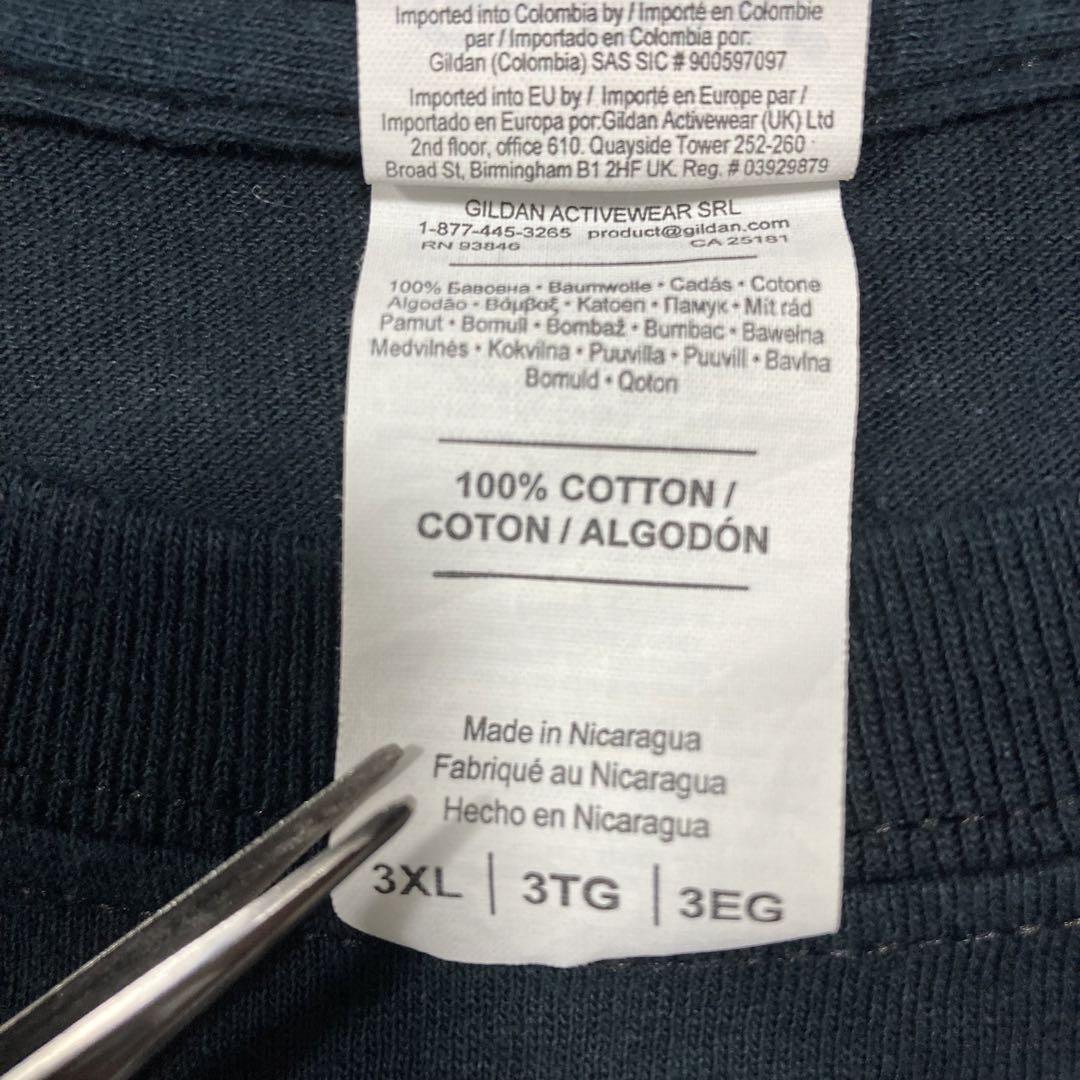 Imported into Colombia by / Importé en Colombie
par / Importado en Colombia por:
Gildan (Colombia) SAS SIC # 900597097
Imported into EU by / Importé en Europe par /
Importado en Europa por:Gildan Activewear (UK) Ltd
2nd floor, office 610. Quayside Tower 252-260
Broad St, Birmingham B1 2HF UK. Reg. # 03929879
GILDAN ACTIVEWEAR SRL
1-877-445-3265 product@gildan.com
RN 93846 CA 25181
100% Бавовна • Baumwolle • Cadás • Cotone
Algodão • Βάμβαξ • Katoen • Памук • Mit rád
Pamut • Bomull • Bombaž • Bumbac • Bawełna
Medvilnės • Kokvilna • Puuvilla • Puuvill • Bavlna
Bomuld • Qoton
100% COTTON /
COTON / ALGODÓN
Made in Nicaragua
Fabriqué au Nicaragua
Hecho en Nicaragua
3XL | 3TG | 3EG